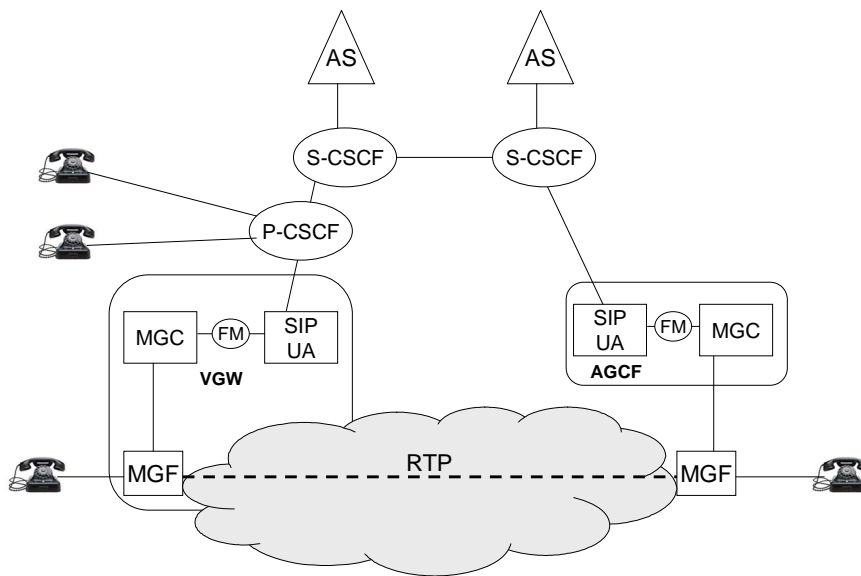 AS
AS
S-CSCF
S-CSCF
P-CSCF
MGC
FM
SIP
UA
VGW
SIP
UA
FM
MGC
AGCF
MGF
RTP
MGF